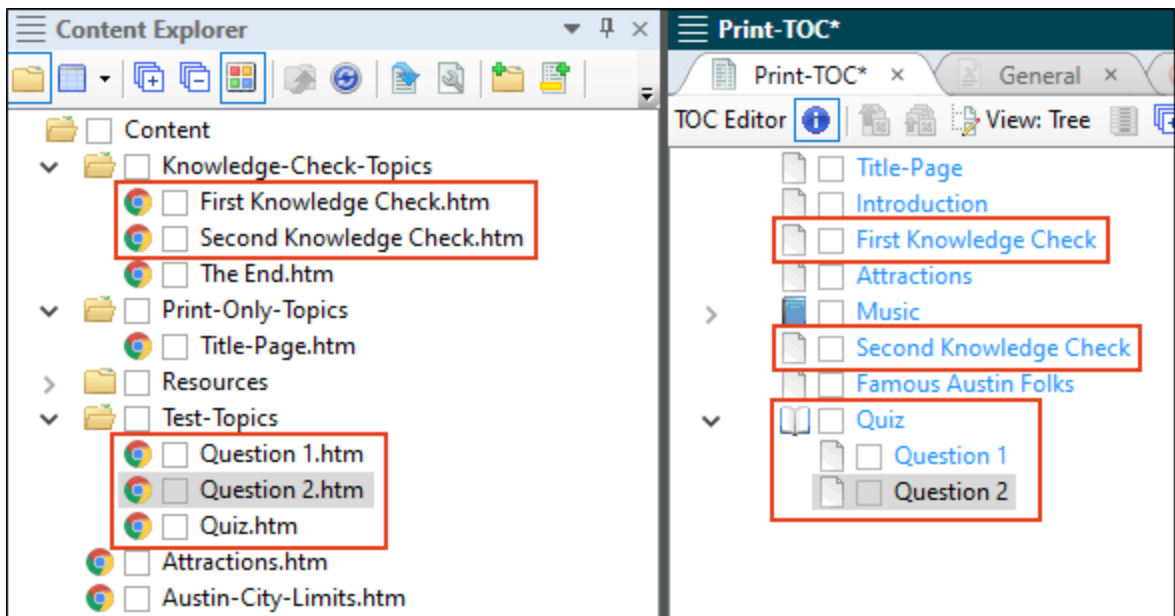 Content Explorer
Content
Knowledge-Check-Topics
First Knowledge Check.htm
Second Knowledge Check.htm
The End.htm
Print-Only-Topics
Title-Page.htm
Resources
Test-Topics
Question 1.htm
Question 2.htm
Quiz.htm
Attractions.htm
Austin-City-Limits.htm
Print-TOC*
Print-TOC* General
TOC Editor View: Tree
Title-Page
Introduction
First Knowledge Check
Attractions
Music
Second Knowledge Check
Famous Austin Folks
Quiz
Question 1
Question 2